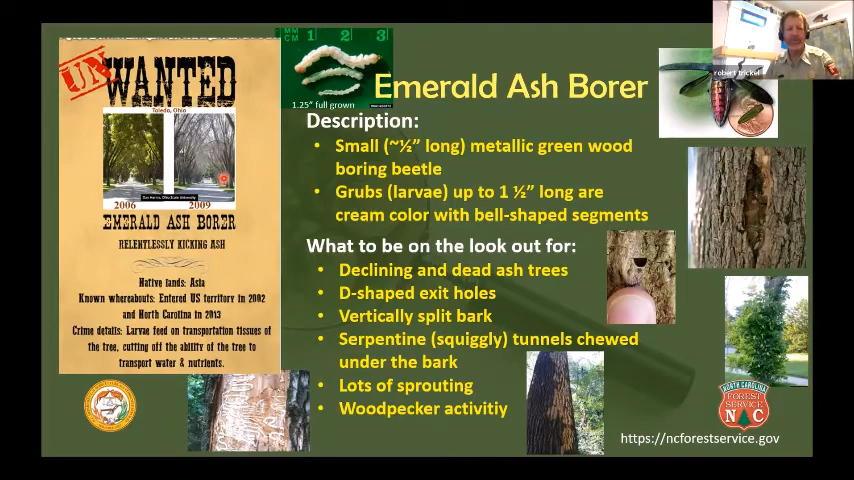 UN
WANTED
Toledo, Ohio
2006 2009
EMERALD ASH BORER
RELENTLESSLY KICKING ASH
Native lands: Asia
Known whereabouts: Entered US territory in 2002
and North Carolina in 2013
Crime details: Larvae feed on transportation tissues of
the tree, cutting off the ability of the tree to
transport water & nutrients.
MM
CM
1 2 3
1.25" full grown
Emerald Ash Borer
robert trickel
Description:
• Small (~½" long) metallic green wood
boring beetle
• Grubs (larvae) up to 1 ½" long are
cream color with bell-shaped segments
What to be on the look out for:
• Declining and dead ash trees
• D-shaped exit holes
• Vertically split bark
• Serpentine (squiggly) tunnels chewed
under the bark
• Lots of sprouting
• Woodpecker activitiy
NORTH CAROLINA
FOREST
SERVICE
N C
https://ncforestservice.gov